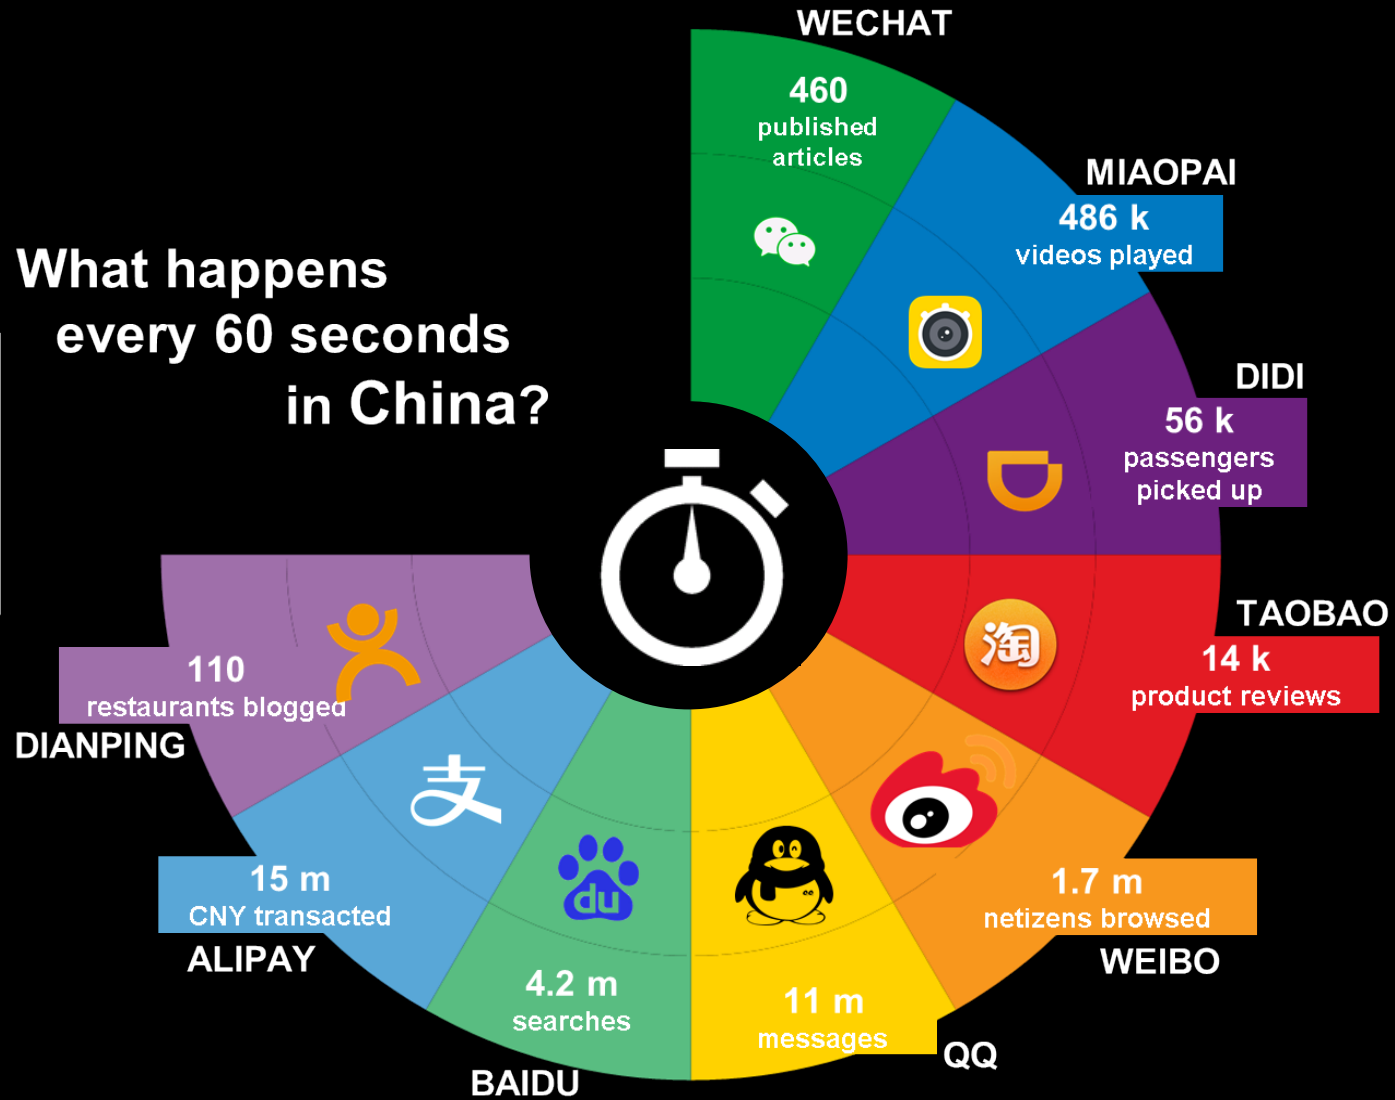 What happens
every 60 seconds
in China?
WECHAT
460
published
articles
MIAOPAI
486 k
videos played
DIDI
56 k
passengers
picked up
TAOBAO
14 k
product reviews
淘
1.7 m
netizens browsed
WEIBO
11 m
messages
QQ
du
4.2 m
searches
BAIDU
支
15 m
CNY transacted
ALIPAY
110
restaurants blogged
DIANPING